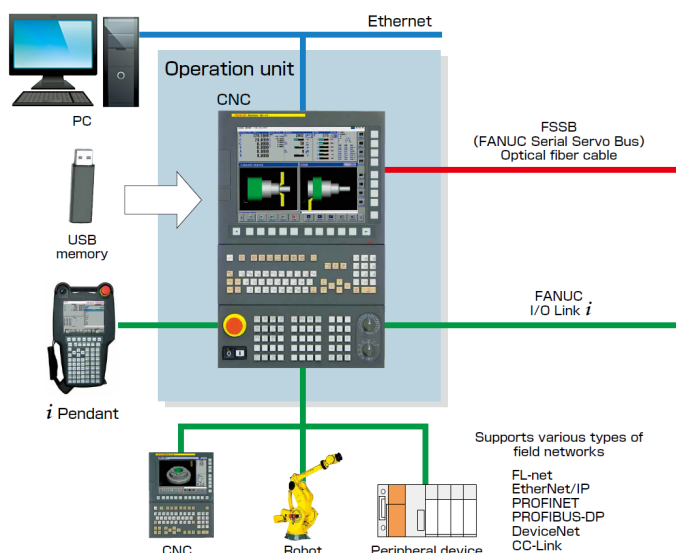 Ethernet
Operation unit
CNC
PC
FSSB
(FANUC Serial Servo Bus)
Optical fiber cable
USB
memory
FANUC
I/O Link i
i Pendant
Supports various types of
field networks
FL-net
EtherNet/IP
PROFINET
PROFIBUS-DP
DeviceNet
CC-Link
CNC
Robot
Peripheral device